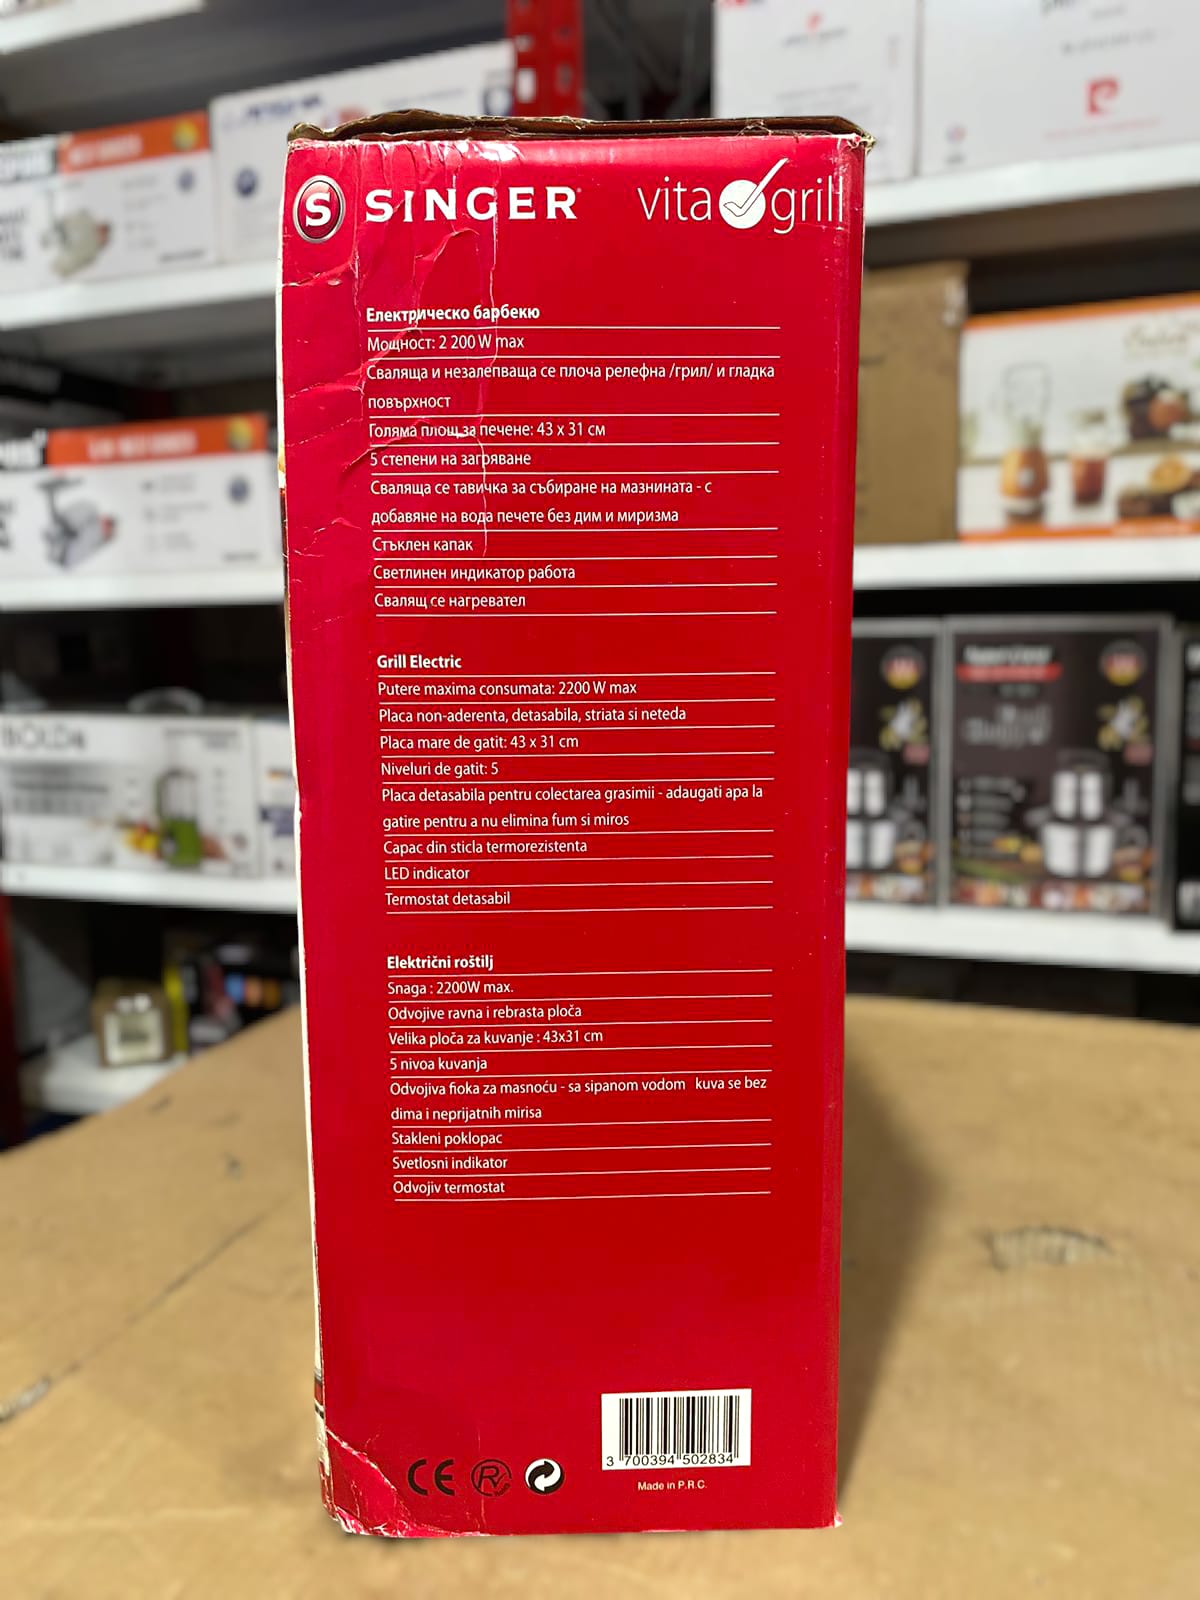 SINGER vita grill
Електрическо барбекю
Мощност: 2 200 W max
Сваляща и незалепваща се плоча релефна /грил/ и гладка
повърхност
Голяма площ за печене: 43 x 31 см
5 степени на загряване
Сваляща се тавичка за събиране на мазнината - с
добавяне на вода печете без дим и миризма
Стъклен капак
Светлинен индикатор работа
Свалящ се нагревател
Grill Electric
Putere maxima consumata: 2200 W max
Placa non-aderenta, detasabila, striata si neteda
Placa mare de gatit: 43 x 31 cm
Niveluri de gatit: 5
Placa detasabila pentru colectarea grasimii - adaugati apa la
gatire pentru a nu elimina fum si miros
Capac din sticla termorezistenta
LED indicator
Termostat detasabil
Električni roštilj
Snaga : 2200W max.
Odvojive ravna i rebrasta ploča
Velika ploča za kuvanje : 43x31 cm
5 nivoa kuvanja
Odvojiva fioka za masnoću - sa sipanom vodom kuva se bez
dima i neprijatnih mirisa
Stakleni poklopac
Svetlosni indikator
Odvojiv termostat
3 700394 502834
Made in P.R.C.